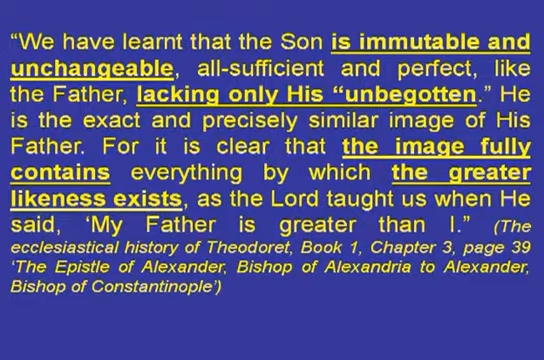 “We have learnt that the Son is immutable and
unchangeable, all-sufficient and perfect, like
the Father, lacking only His “unbegotten.” He
is the exact and precisely similar image of His
Father. For it is clear that the image fully
contains everything by which the greater
likeness exists, as the Lord taught us when He
said, ‘My Father is greater than I.” (The
ecclesiastical history of Theodoret, Book 1, Chapter 3, page 39
‘The Epistle of Alexander, Bishop of Alexandria to Alexander,
Bishop of Constantinople’)